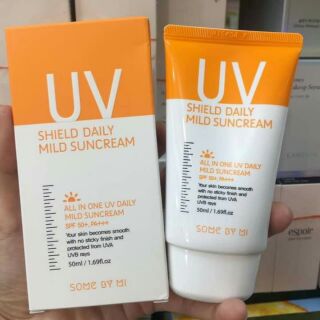 UV
SHIELD DAILY
MILD SUNCREAM
ALL IN ONE UV DAILY
MILD SUNCREAM
SPF 50+, PA+++
Your skin becomes smooth
with no sticky finish and
protected from UVA
UVB rays
50ml / 1.69fl.oz
SOME BY MI
UV
SHIELD DAILY
MILD SUNCREAM
ALL IN ONE UV DAILY
MILD SUNCREAM
SPF 50+, PA+++
Your skin becomes smooth
with no sticky finish and
protected from UVA
UVB rays
50ml / 1.69fl.oz
SOME BY MI
espoir